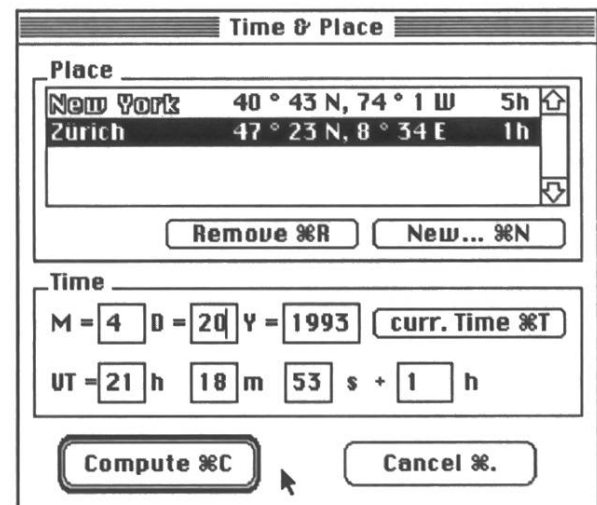 Time & Place
Place
New York 40 ° 43 N, 74 ° 1 W 5h
Zürich 47 ° 23 N, 8 ° 34 E 1h
Remove ⌘R New... ⌘N
Time
M = 4 D = 20 Y = 1993 curr. Time ⌘T
UT = 21 h 18 m 53 s + 1 h
Compute ⌘C Cancel ⌘.